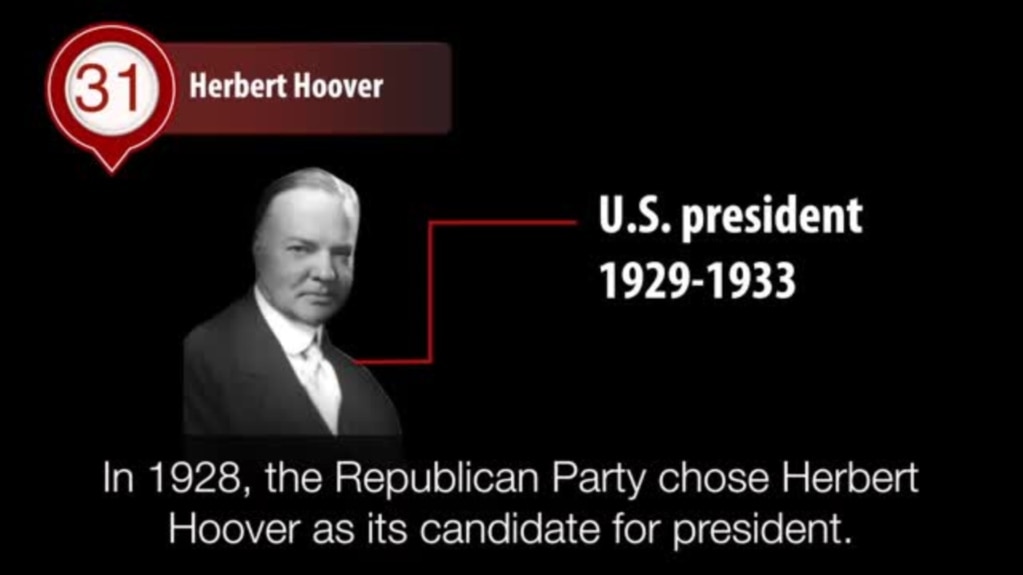 31
Herbert Hoover
U.S. president
1929-1933
In 1928, the Republican Party chose Herbert
Hoover as its candidate for president.